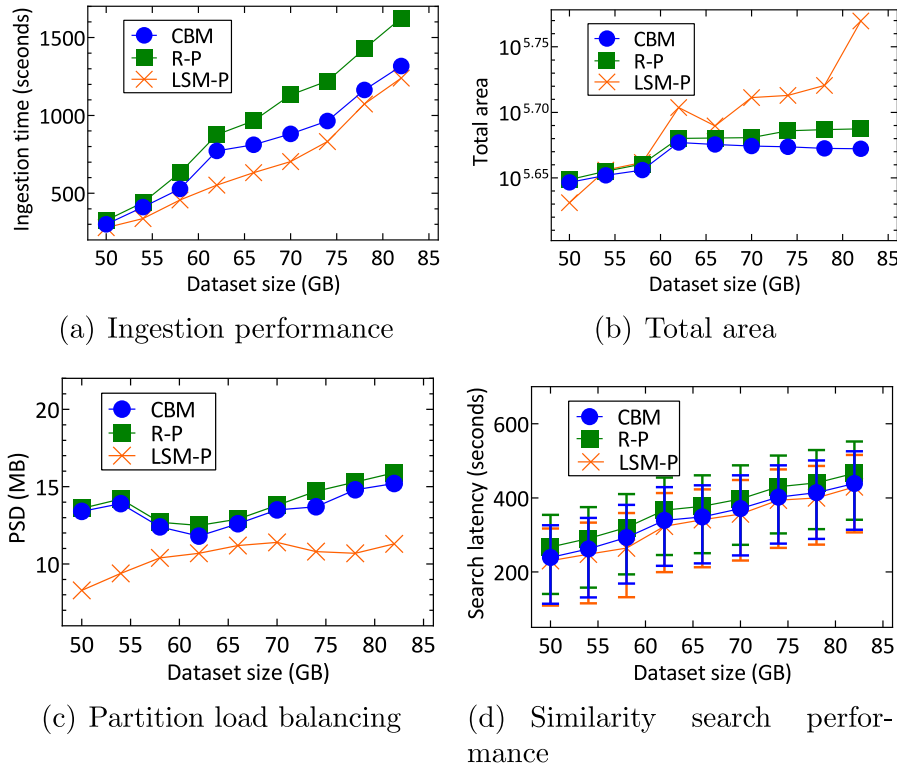 1500
1000
500
Ingestion time (sceonds)
CBM
R-P
LSM-P
50 55 60 65 70 75 80 85
Dataset size (GB)
(a) Ingestion performance
10^5.75
10^5.70
10^5.65
Total area
CBM
R-P
LSM-P
50 55 60 65 70 75 80 85
Dataset size (GB)
(b) Total area
20
15
10
PSD (MB)
CBM
R-P
LSM-P
50 55 60 65 70 75 80 85
Dataset size (GB)
(c) Partition load balancing
600
400
200
Search latency (seconds)
CBM
R-P
LSM-P
50 55 60 65 70 75 80 85
Dataset size (GB)
(d) Similarity search perfor-
mance